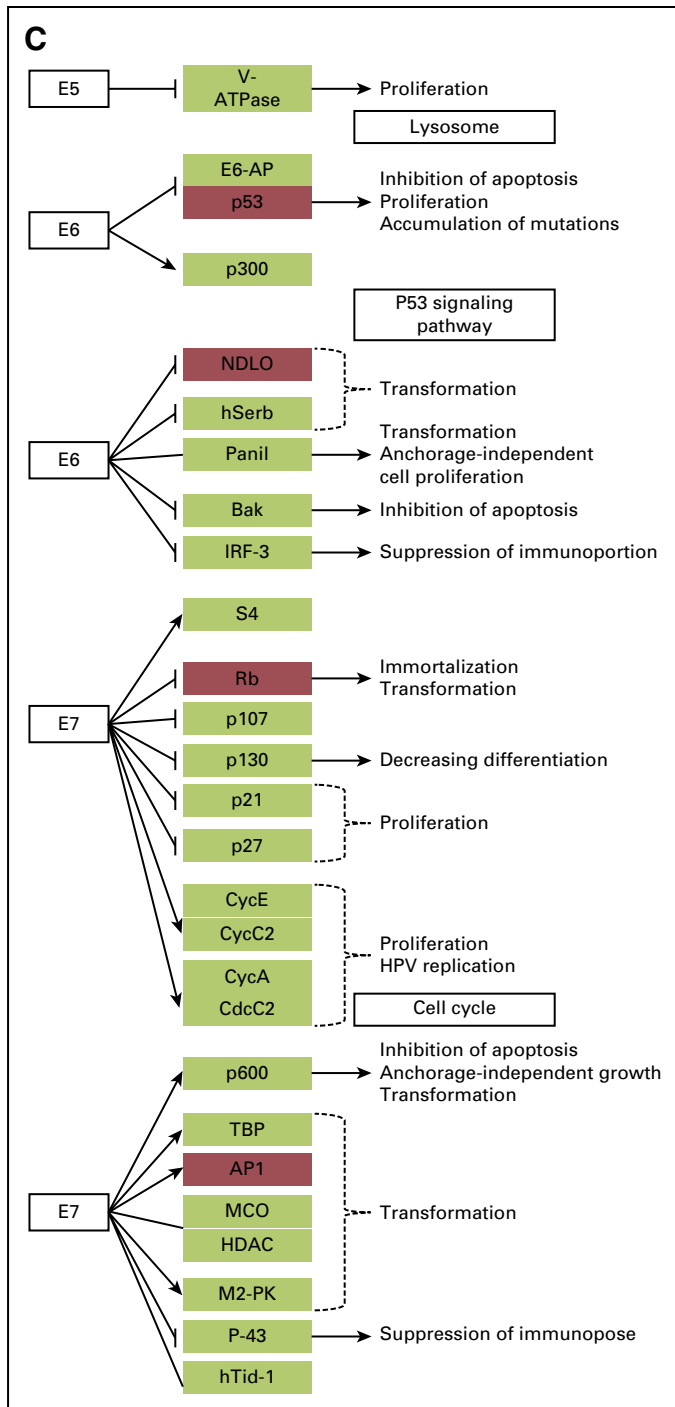 C
E5
V-
ATPase
Proliferation
Lysosome
E6
E6-AP
p53
Inhibition of apoptosis
Proliferation
Accumulation of mutations
p300
P53 signaling
pathway
E6
NDLO
hSerb
Transformation
Panil
Transformation
Anchorage-independent
cell proliferation
Bak
Inhibition of apoptosis
IRF-3
Suppression of immunoportion
E7
S4
Rb
Immortalization
Transformation
p107
p130
Decreasing differentiation
p21
p27
Proliferation
CycE
CycC2
CycA
CdcC2
Proliferation
HPV replication
Cell cycle
E7
p600
Inhibition of apoptosis
Anchorage-independent growth
Transformation
TBP
AP1
MCO
HDAC
M2-PK
Transformation
P-43
Suppression of immunopose
hTid-1